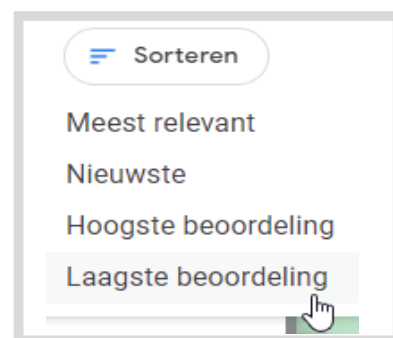 Sorteren
Meest relevant
Nieuwste
Hoogste beoordeling
Laagste beoordeling